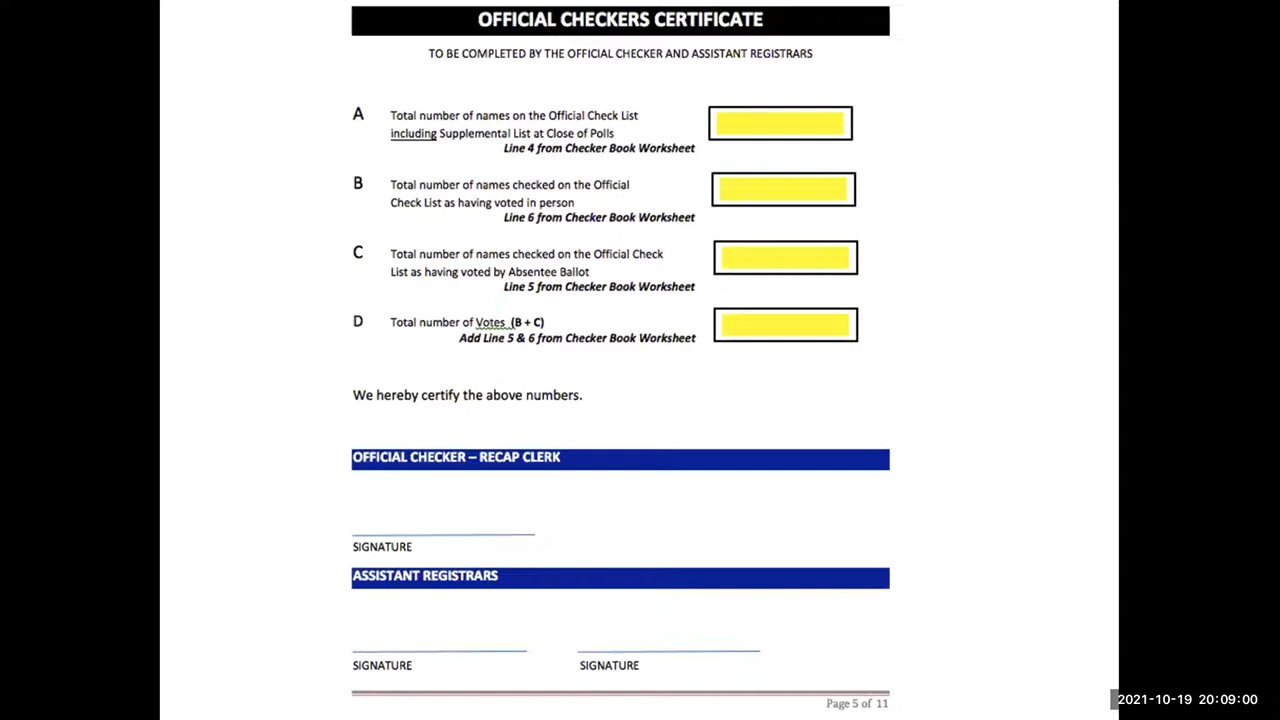 OFFICIAL CHECKERS CERTIFICATE
TO BE COMPLETED BY THE OFFICIAL CHECKER AND ASSISTANT REGISTRARS
A
Total number of names on the Official Check List
including Supplemental List at Close of Polls
Line 4 from Checker Book Worksheet
B
Total number of names checked on the Official
Check List as having voted in person
Line 6 from Checker Book Worksheet
C
Total number of names checked on the Official Check
List as having voted by Absentee Ballot
Line 5 from Checker Book Worksheet
D
Total number of Votes (B + C)
Add Line 5 & 6 from Checker Book Worksheet
We hereby certify the above numbers.
OFFICIAL CHECKER – RECAP CLERK
SIGNATURE
ASSISTANT REGISTRARS
SIGNATURE SIGNATURE
Page 5 of 11
2021-10-19 20:09:00